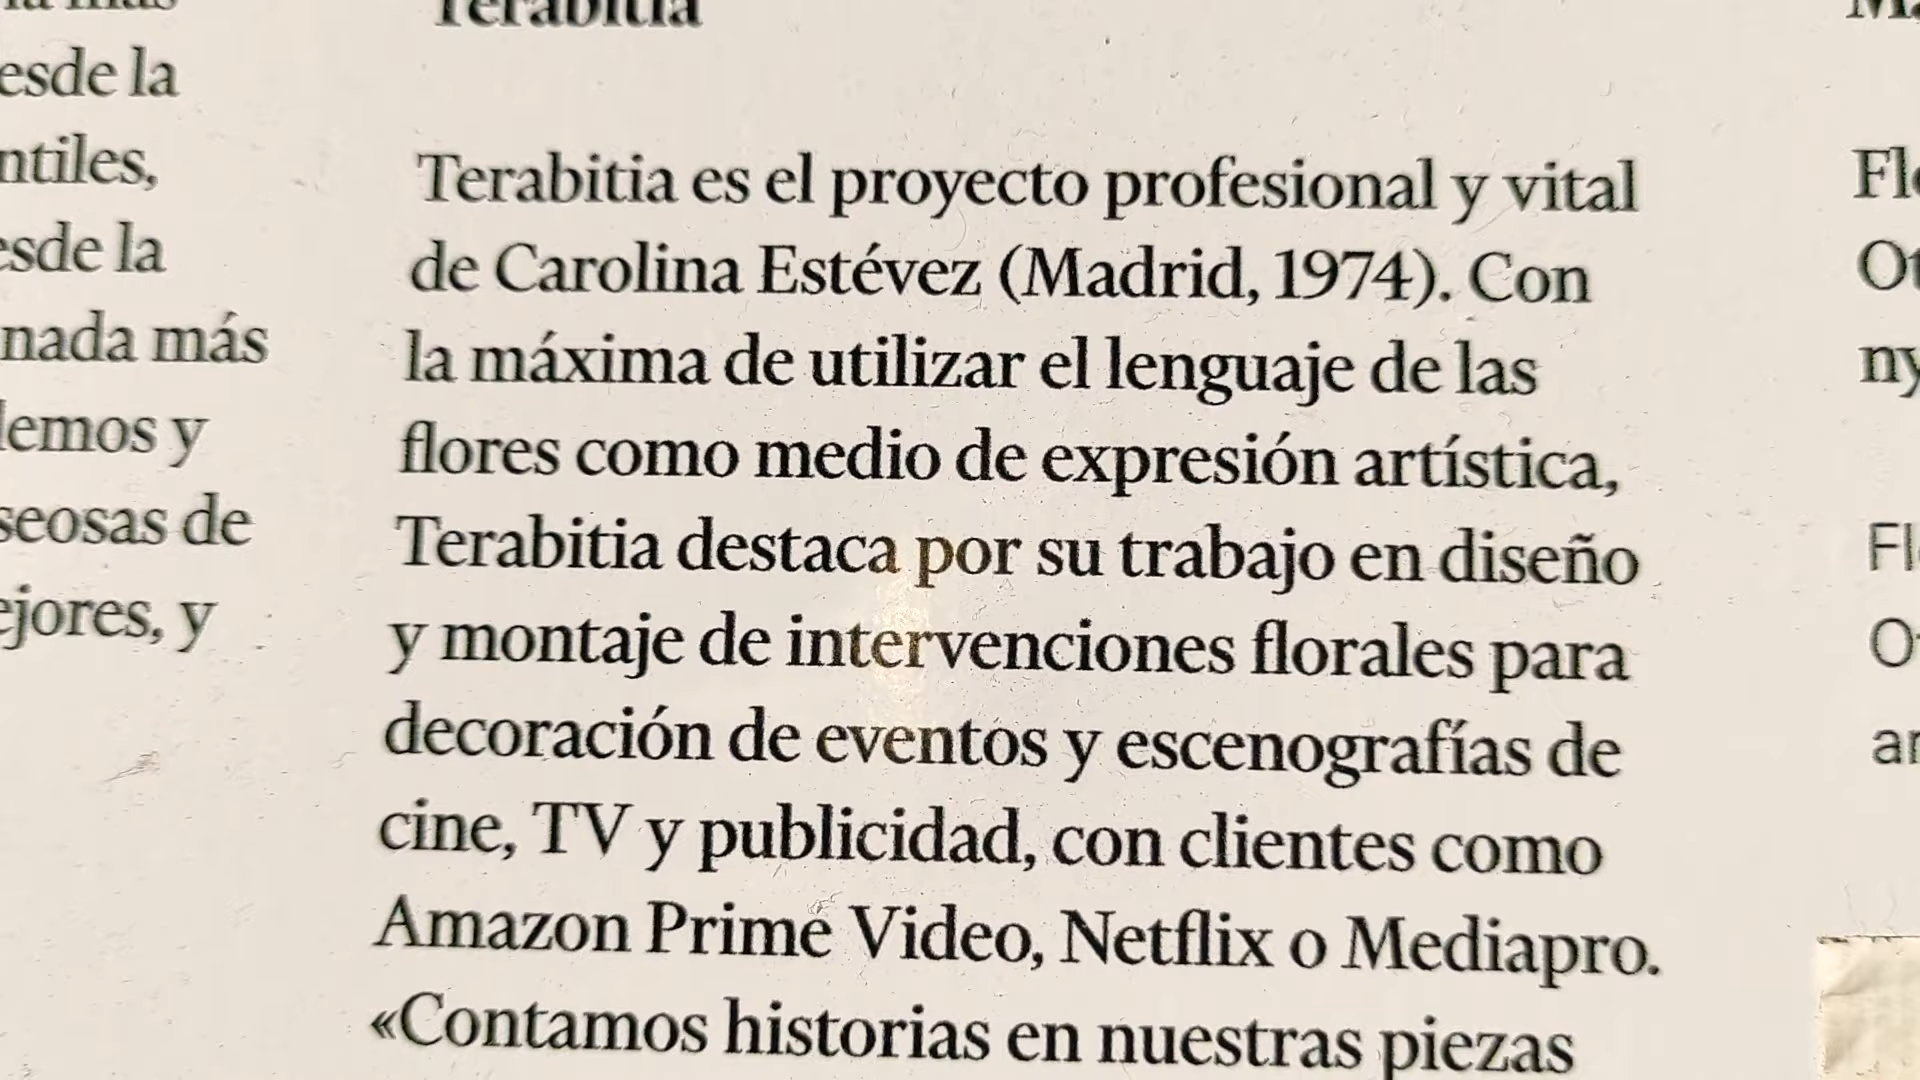 Terabitia
esde la
ntiles,
esde la
nada más
lemos y
seosas de
ejores, y
Terabitia es el proyecto profesional y vital
de Carolina Estévez (Madrid, 1974). Con
la máxima de utilizar el lenguaje de las
flores como medio de expresión artística,
Terabitia destaca por su trabajo en diseño
y montaje de intervenciones florales para
decoración de eventos y escenografías de
cine, TV y publicidad, con clientes como
Amazon Prime Video, Netflix o Mediapro.
«Contamos historias en nuestras piezas